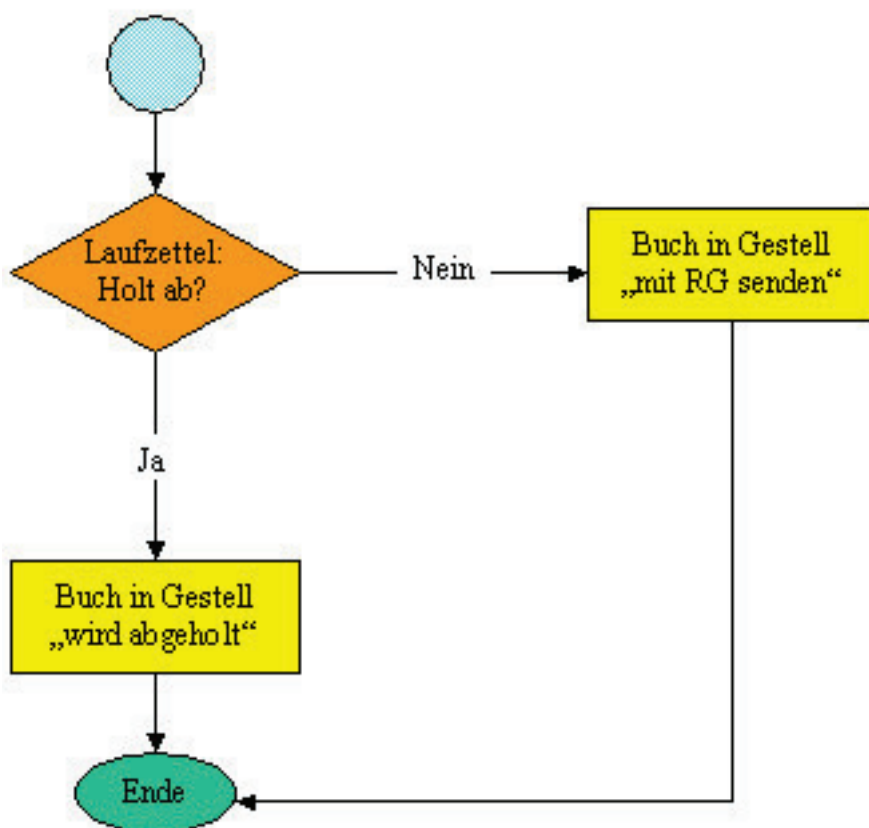 Laufzettel:
Holt ab?
Nein
Buch in Gestell
„mit RG senden“
Ja
Buch in Gestell
„wird abgeholt“
Ende